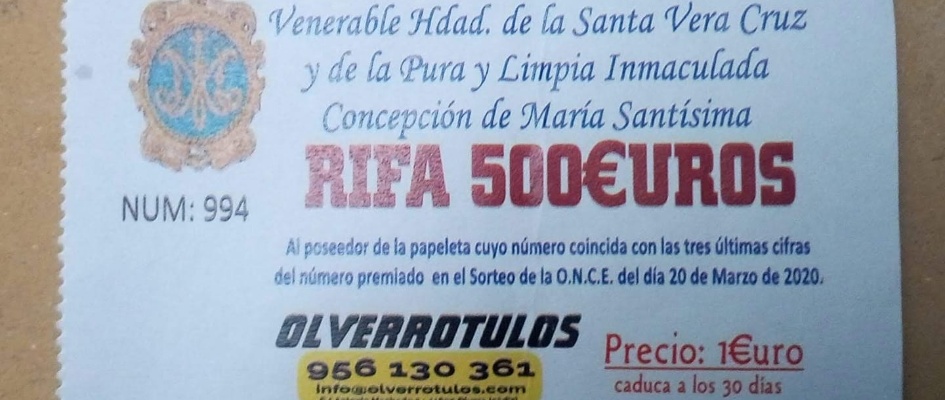 Venerable Hdad. de la Santa Vera Cruz
y de la Pura y Limpia Inmaculada
Concepción de María Santísima
RIFA 500€UROS
NUM: 994
Al poseedor de la papeleta cuyo número coincida con las tres últimas cifras
del número premiado en el Sorteo de la O.N.C.E. del día 20 de Marzo de 2020.
OLVERROTULOS
956 130 361
info@olverrotulos.com
Precio: 1€uro
caduca a los 30 días